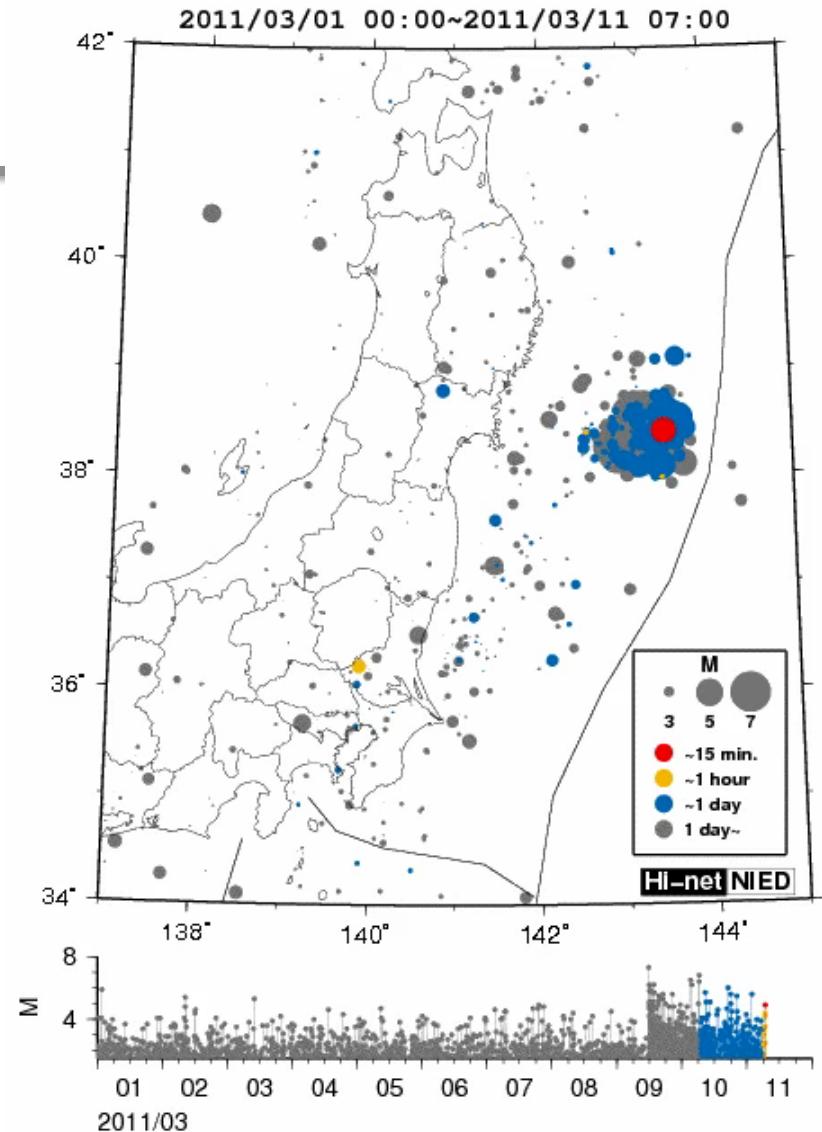 2011/03/01 00:00~2011/03/11 07:00
42°
40°
38°
36°
34°
138° 140° 142° 144°
M
3 5 7
~15 min.
~1 hour
~1 day
1 day~
Hi-net NIED
8
4
M
01 02 03 04 05 06 07 08 09 10 11
2011/03